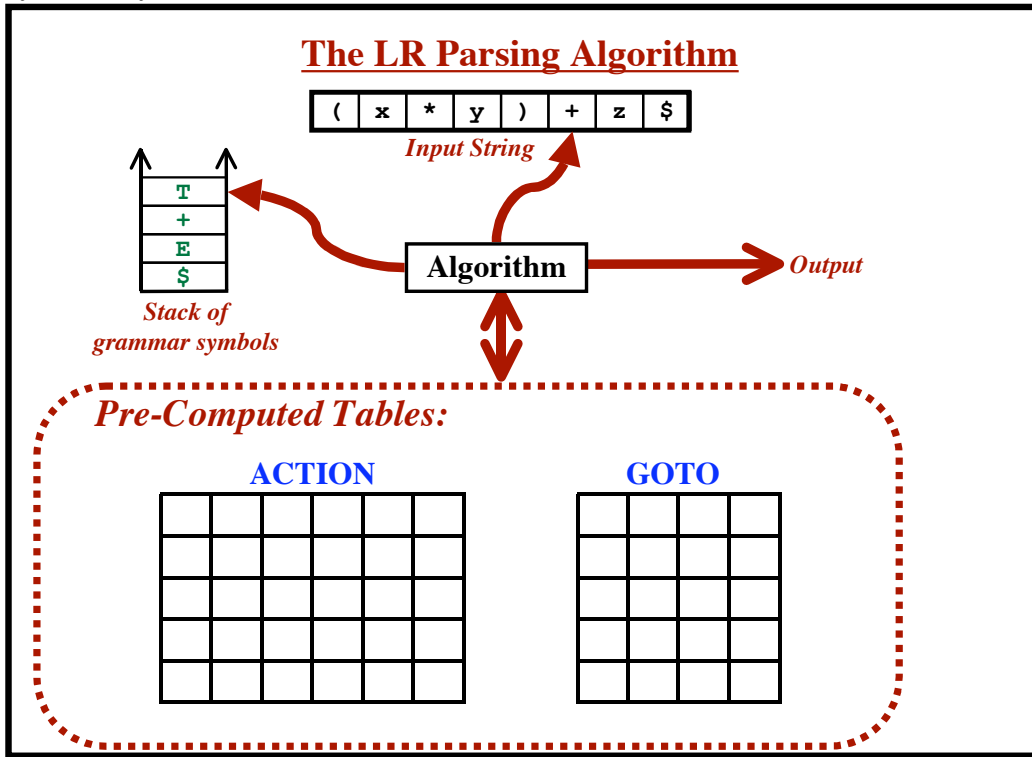 The LR Parsing Algorithm
( x * y ) + z $
Input String
T
+
E
$
Algorithm
Output
Stack of
grammar symbols
Pre-Computed Tables:
ACTION GOTO